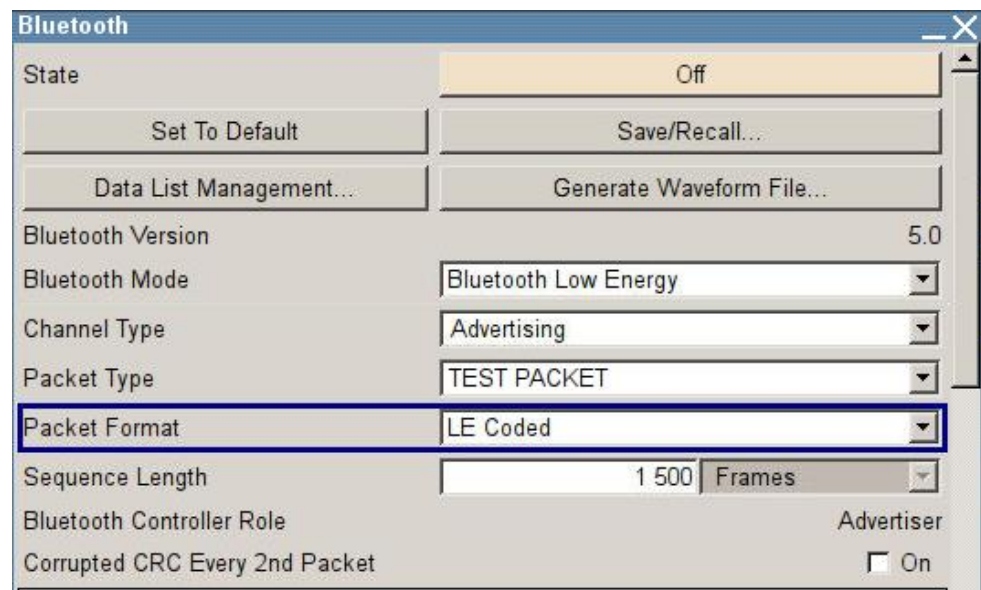 Bluetooth
State Off
Set To Default Save/Recall...
Data List Management... Generate Waveform File...
Bluetooth Version 5.0
Bluetooth Mode Bluetooth Low Energy
Channel Type Advertising
Packet Type TEST PACKET
Packet Format LE Coded
Sequence Length 1 500 Frames
Bluetooth Controller Role Advertiser
Corrupted CRC Every 2nd Packet On